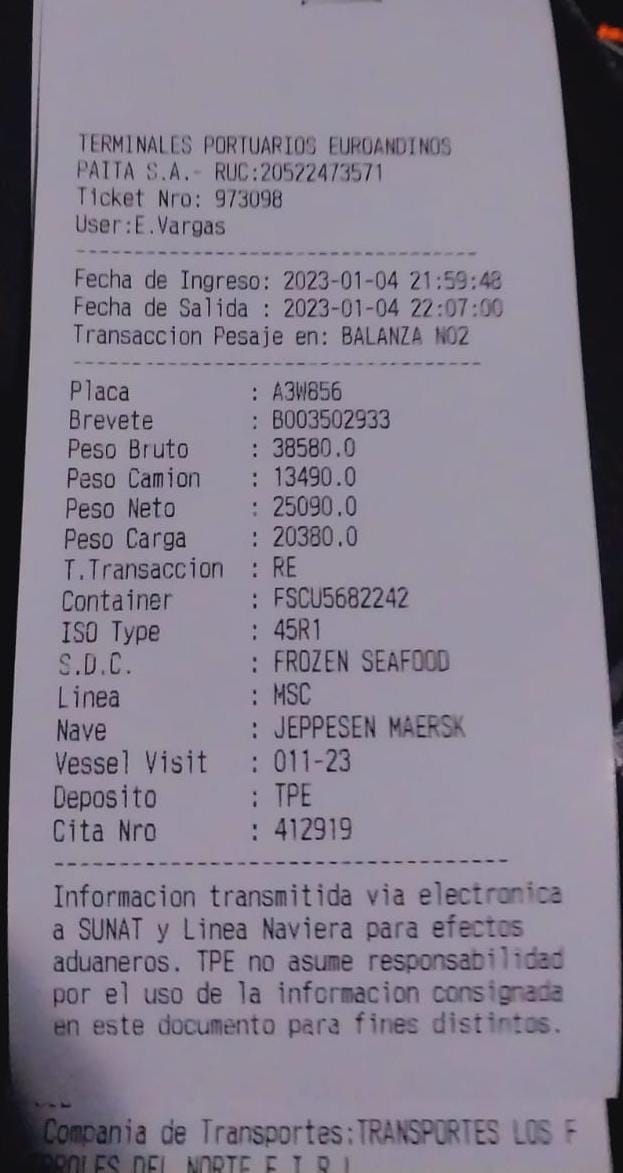 TERMINALES PORTUARIOS EUROANDINOS
PAITA S.A.- RUC:20522473571
Ticket Nro: 973098
User:E.Vargas
----------------------------------
Fecha de Ingreso: 2023-01-04 21:59:48
Fecha de Salida : 2023-01-04 22:07:00
Transaccion Pesaje en: BALANZA NO2
----------------------------------
Placa : A3W856
Brevete : B003502933
Peso Bruto : 38580.0
Peso Camion : 13490.0
Peso Neto : 25090.0
Peso Carga : 20380.0
T.Transaccion : RE
Container : FSCU5682242
ISO Type : 45R1
S.D.C. : FROZEN SEAFOOD
Linea : MSC
Nave : JEPPESEN MAERSK
Vessel Visit : 011-23
Deposito : TPE
Cita Nro : 412919
----------------------------------
Informacion transmitida via electronica
a SUNAT y Linea Naviera para efectos
aduaneros. TPE no asume responsabilidad
por el uso de la informacion consignada
en este documento para fines distintos.
Compania de Transportes:TRANSPORTES LOS F
RROLES DEL NORTE E.I.R.L